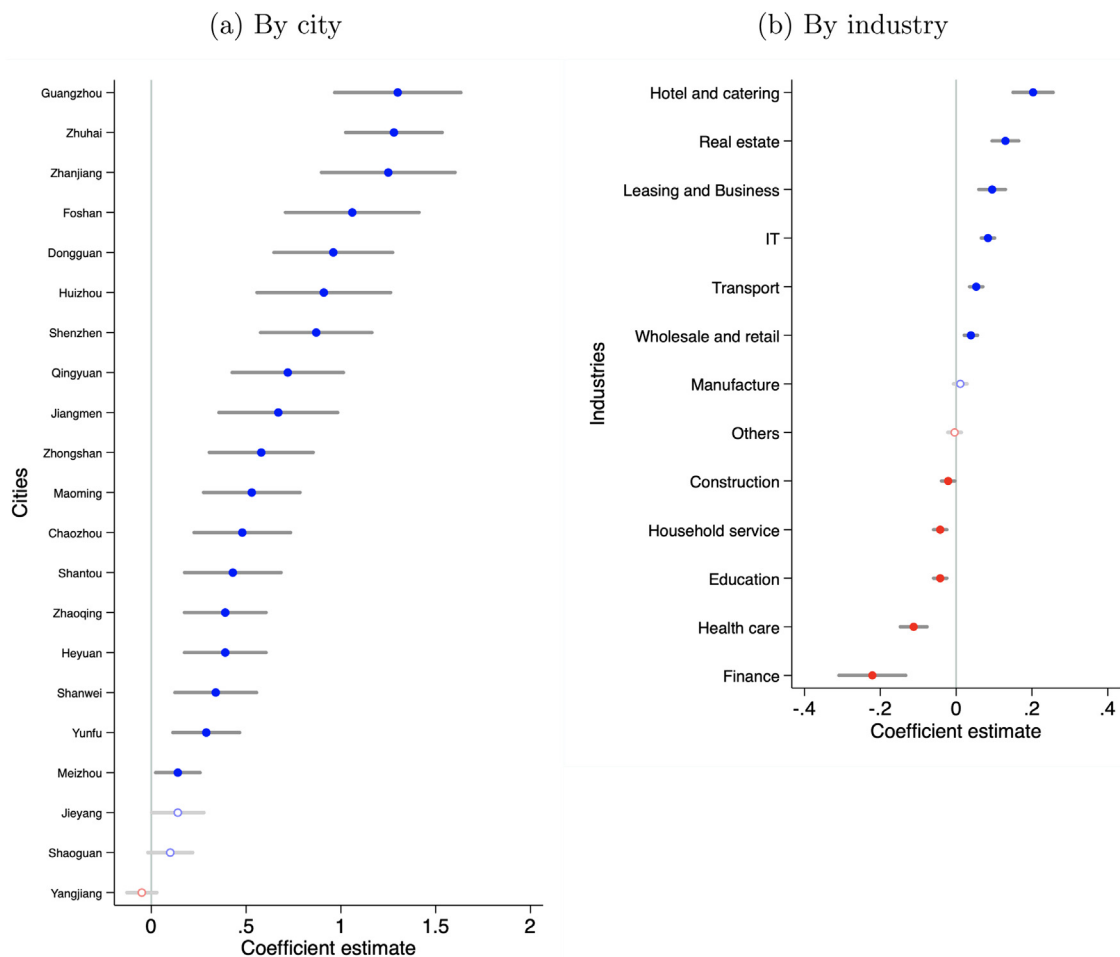 (a) By city
Cities
Guangzhou
Zhuhai
Zhanjiang
Foshan
Dongguan
Huizhou
Shenzhen
Qingyuan
Jiangmen
Zhongshan
Maoming
Chaozhou
Shantou
Zhaoqing
Heyuan
Shanwei
Yunfu
Meizhou
Jieyang
Shaoguan
Yangjiang
0 .5 1 1.5 2
Coefficient estimate
(b) By industry
Industries
Hotel and catering
Real estate
Leasing and Business
IT
Transport
Wholesale and retail
Manufacture
Others
Construction
Household service
Education
Health care
Finance
-.4 -.2 0 .2 .4
Coefficient estimate